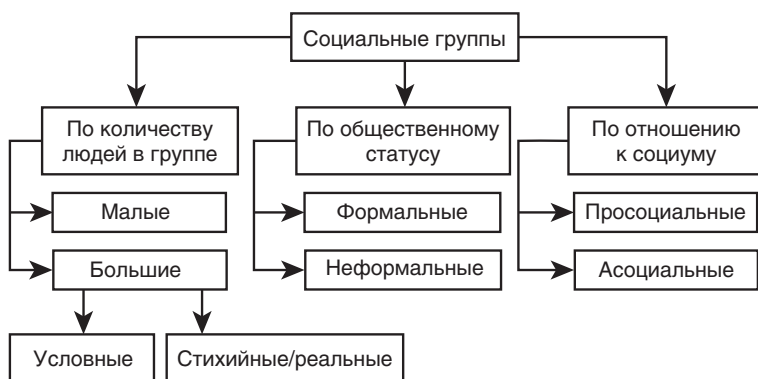 Социальные группы
По количеству
людей в группе
По общественному
статусу
По отношению
к социуму
Малые
Формальные
Просоциальные
Большие
Неформальные
Асоциальные
Условные
Стихийные/реальные